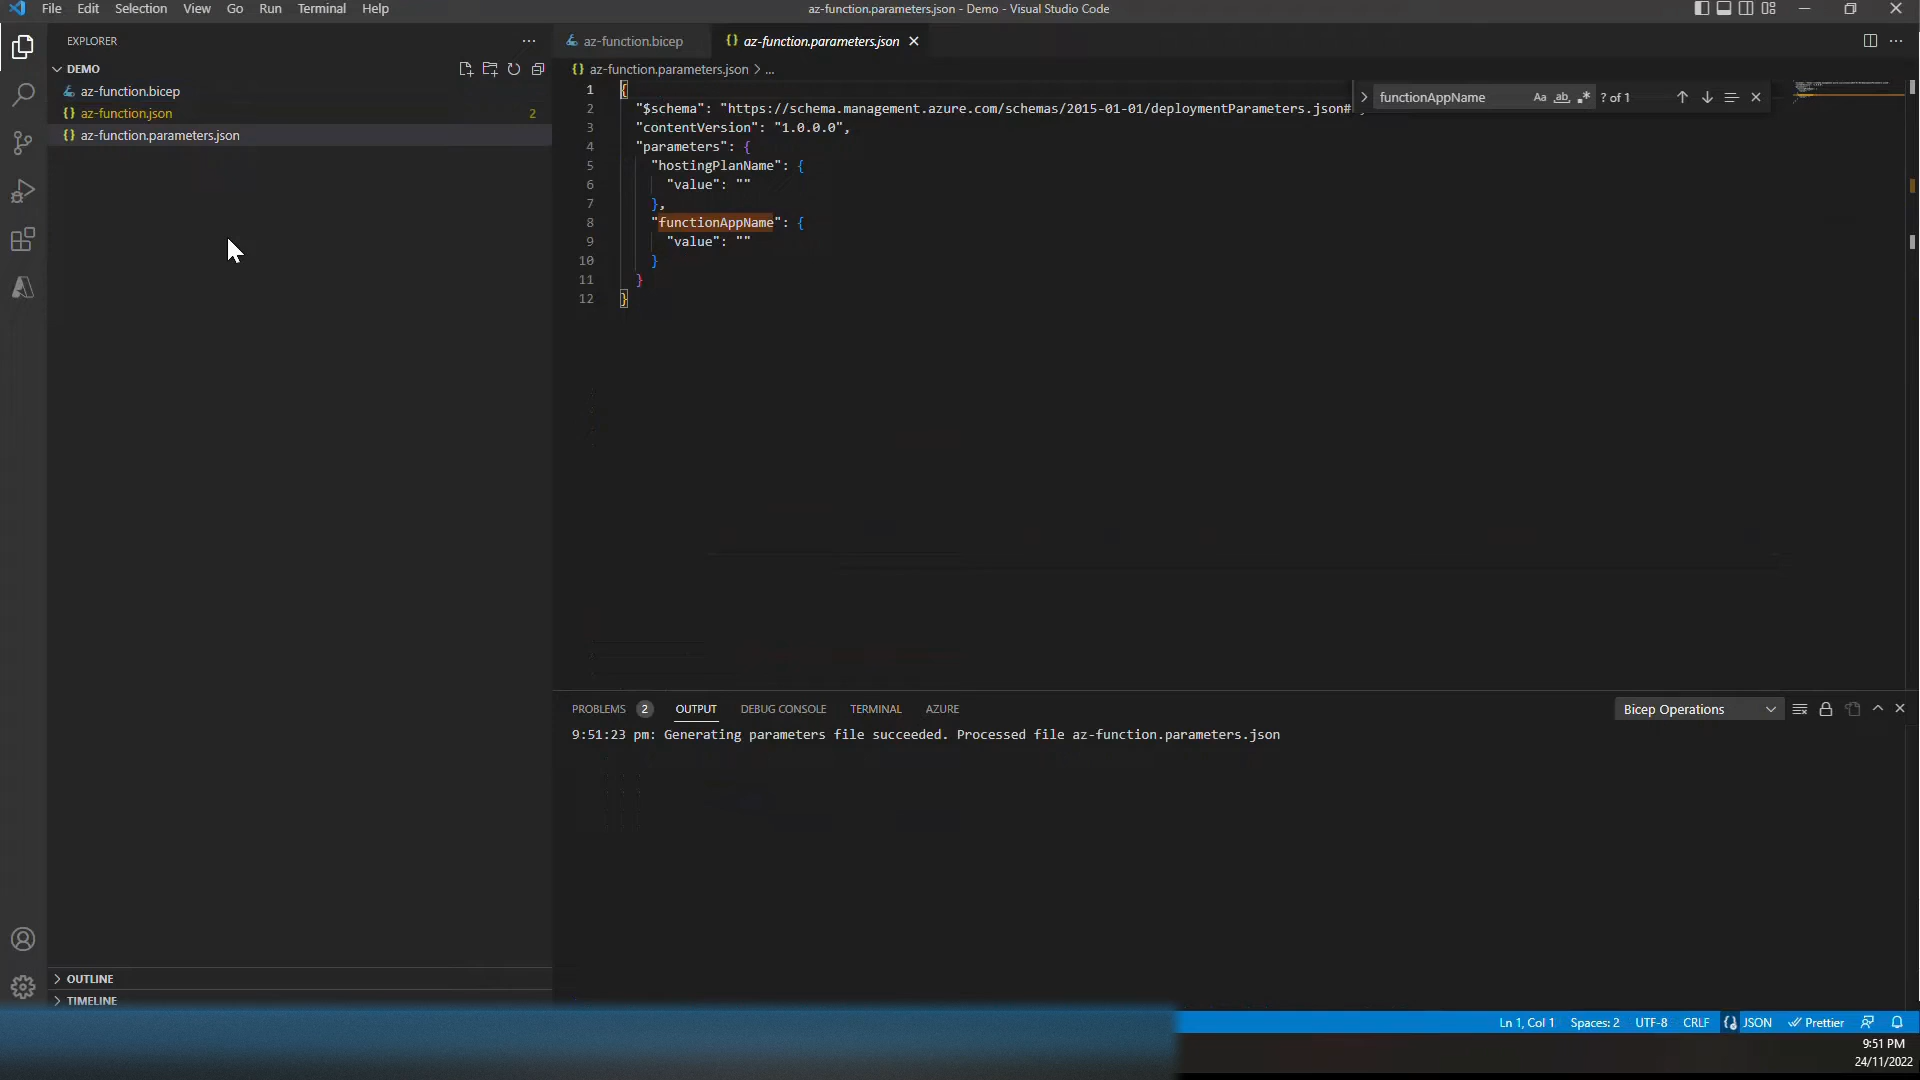 File Edit Selection View Go Run Terminal Help
az-function.parameters.json - Demo - Visual Studio Code
EXPLORER
DEMO
az-function.bicep
az-function.json 2
az-function.parameters.json
OUTLINE
TIMELINE
az-function.bicep
az-function.parameters.json
az-function.parameters.json > ...
functionAppName
Aa ab ? of 1
1 {
2 "$schema": "https://schema.management.azure.com/schemas/2015-01-01/deploymentParameters.json#
3 "contentVersion": "1.0.0.0",
4 "parameters": {
5 "hostingPlanName": {
6 "value": ""
7 },
8 "functionAppName": {
9 "value": ""
10 }
11 }
12 }
PROBLEMS 2 OUTPUT DEBUG CONSOLE TERMINAL AZURE
Bicep Operations
9:51:23 pm: Generating parameters file succeeded. Processed file az-function.parameters.json
Ln 1, Col 1 Spaces: 2 UTF-8 CRLF {} JSON Prettier
9:51 PM
24/11/2022